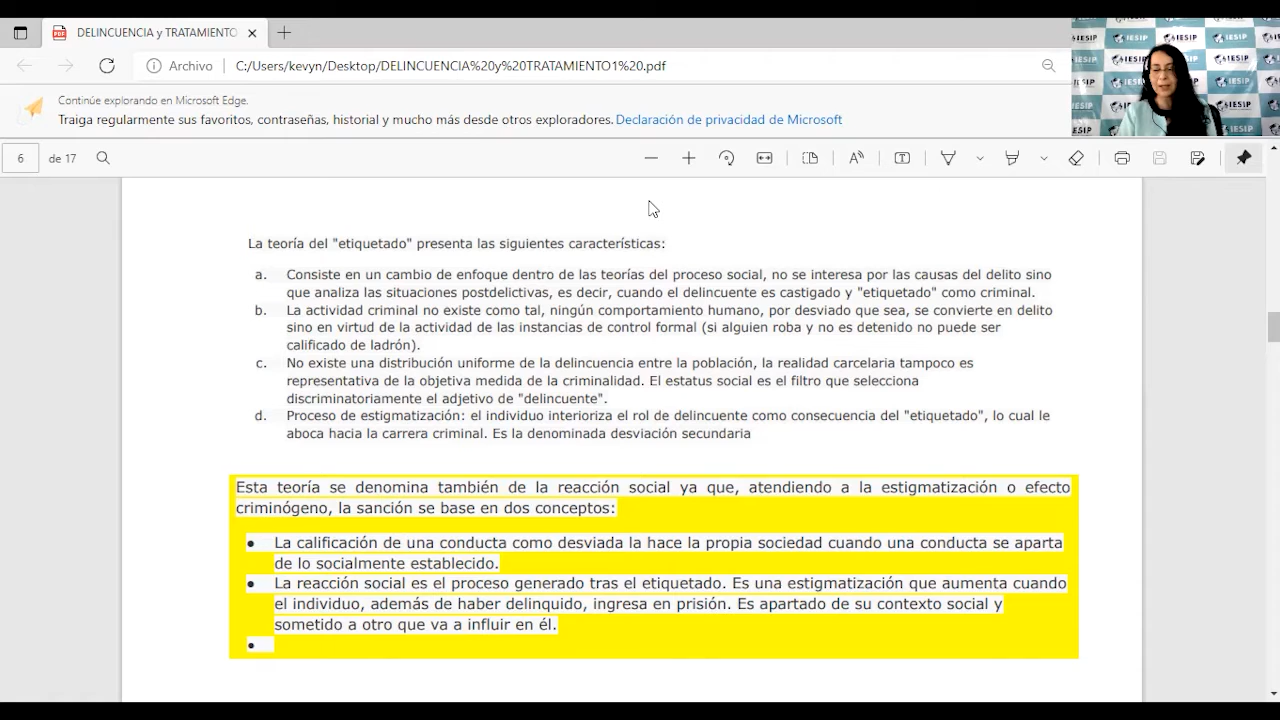 DELINCUENCIA y TRATAMIENTO
Archivo
C:/Users/kevyn/Desktop/DELINCUENCIA%20y%20TRATAMIENTO1%20.pdf
Continúe explorando en Microsoft Edge.
Traiga regularmente sus favoritos, contraseñas, historial y mucho más desde otros exploradores. Declaración de privacidad de Microsoft
6 de 17
La teoría del "etiquetado" presenta las siguientes características:
a. Consiste en un cambio de enfoque dentro de las teorías del proceso social, no se interesa por las causas del delito sino
que analiza las situaciones postdelictivas, es decir, cuando el delincuente es castigado y "etiquetado" como criminal.
b. La actividad criminal no existe como tal, ningún comportamiento humano, por desviado que sea, se convierte en delito
sino en virtud de la actividad de las instancias de control formal (si alguien roba y no es detenido no puede ser
calificado de ladrón).
c. No existe una distribución uniforme de la delincuencia entre la población, la realidad carcelaria tampoco es
representativa de la objetiva medida de la criminalidad. El estatus social es el filtro que selecciona
discriminatoriamente el adjetivo de "delincuente".
d. Proceso de estigmatización: el individuo interioriza el rol de delincuente como consecuencia del "etiquetado", lo cual le
aboca hacia la carrera criminal. Es la denominada desviación secundaria
Esta teoría se denomina también de la reacción social ya que, atendiendo a la estigmatización o efecto
criminógeno, la sanción se base en dos conceptos:
• La calificación de una conducta como desviada la hace la propia sociedad cuando una conducta se aparta
de lo socialmente establecido.
• La reacción social es el proceso generado tras el etiquetado. Es una estigmatización que aumenta cuando
el individuo, además de haber delinquido, ingresa en prisión. Es apartado de su contexto social y
sometido a otro que va a influir en él.
•
IESIP